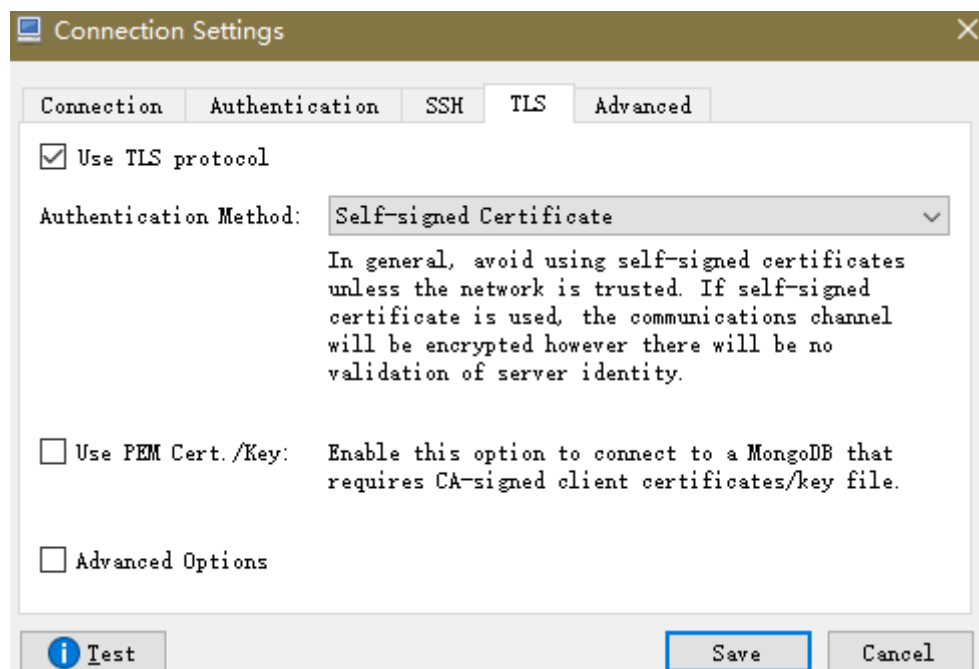 Connection Settings
Connection Authentication SSH TLS Advanced
Use TLS protocol
Authentication Method: Self-signed Certificate
In general, avoid using self-signed certificates
unless the network is trusted. If self-signed
certificate is used, the communications channel
will be encrypted however there will be no
validation of server identity.
Use PEM Cert./Key: Enable this option to connect to a MongoDB that
requires CA-signed client certificates/key file.
Advanced Options
Test Save Cancel